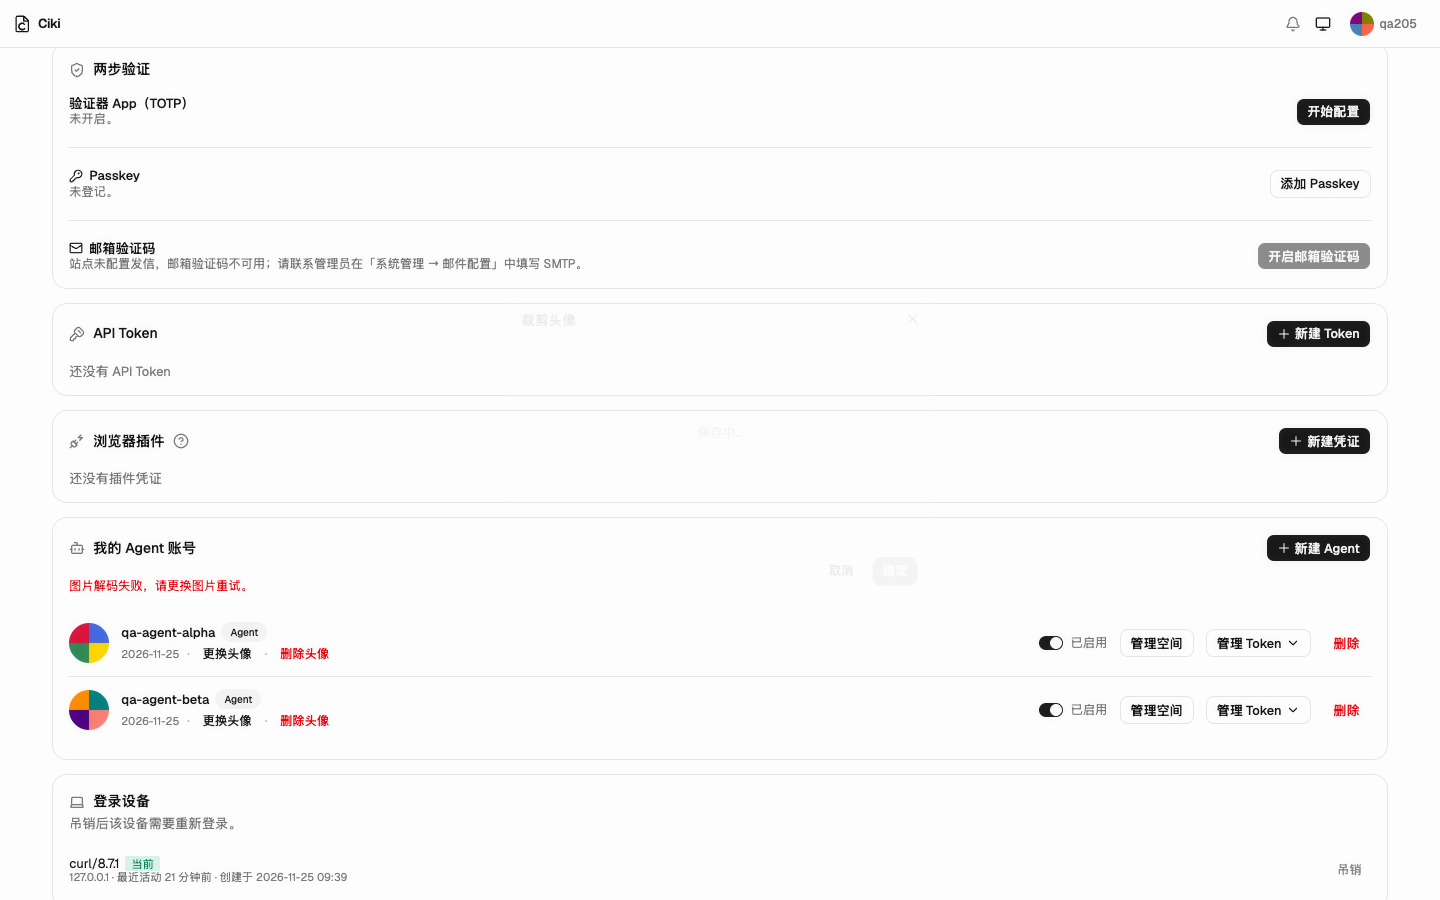 Ciki
qa205
两步验证
验证器 App（TOTP）
未开启。
开始配置
Passkey
未登记。
添加 Passkey
邮箱验证码
站点未配置发信，邮箱验证码不可用；请联系管理员在「系统管理 → 邮件配置」中填写 SMTP。
开启邮箱验证码
裁剪头像
API Token
新建 Token
还没有 API Token
浏览器插件
保存中…
新建凭证
还没有插件凭证
我的 Agent 账号
新建 Agent
取消
确定
图片解码失败，请更换图片重试。
qa-agent-alpha Agent
2026-11-25 · 更换头像 · 删除头像
已启用 管理空间 管理 Token 删除
qa-agent-beta Agent
2026-11-25 · 更换头像 · 删除头像
已启用 管理空间 管理 Token 删除
登录设备
吊销后该设备需要重新登录。
curl/8.7.1 当前
127.0.0.1 · 最近活动 21 分钟前 · 创建于 2026-11-25 09:39
吊销